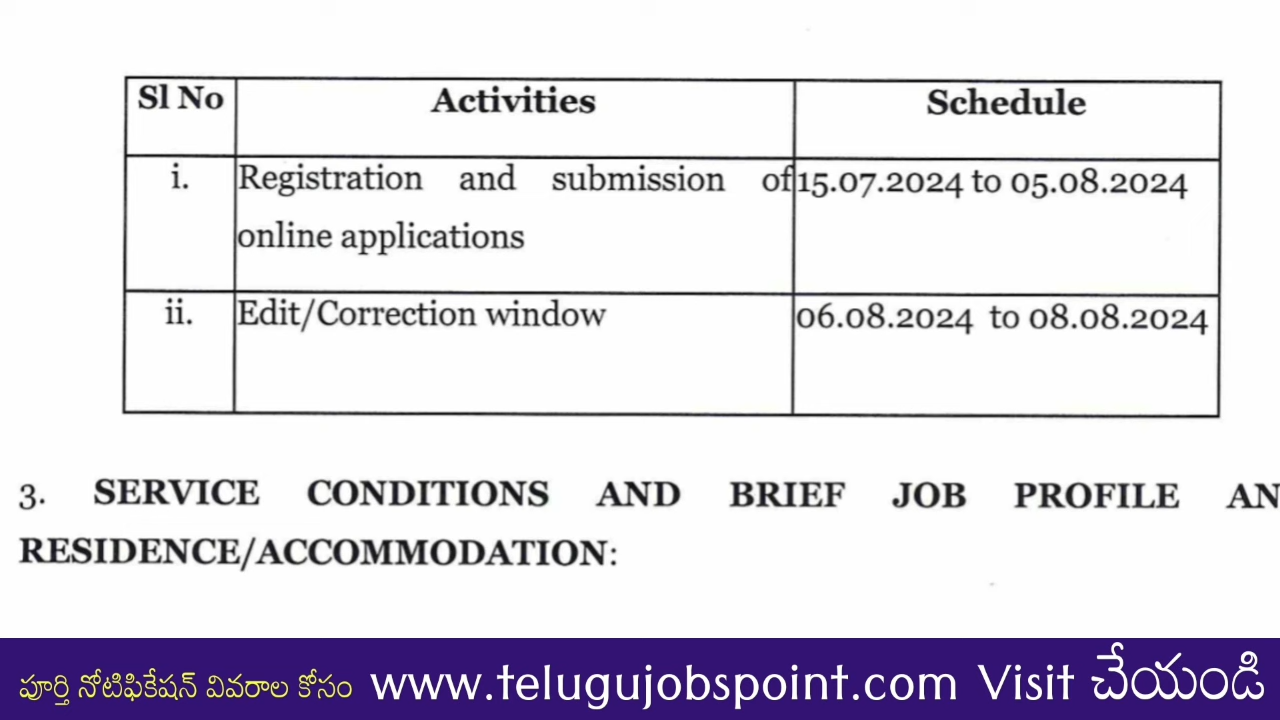 Sl No Activities Schedule
i. Registration and submission of 15.07.2024 to 05.08.2024
online applications
ii. Edit/Correction window 06.08.2024 to 08.08.2024
3. SERVICE CONDITIONS AND BRIEF JOB PROFILE AN
RESIDENCE/ACCOMMODATION:
పూర్తి నోటిఫికేషన్ వివరాల కోసం www.telugujobspoint.com Visit చేయండి